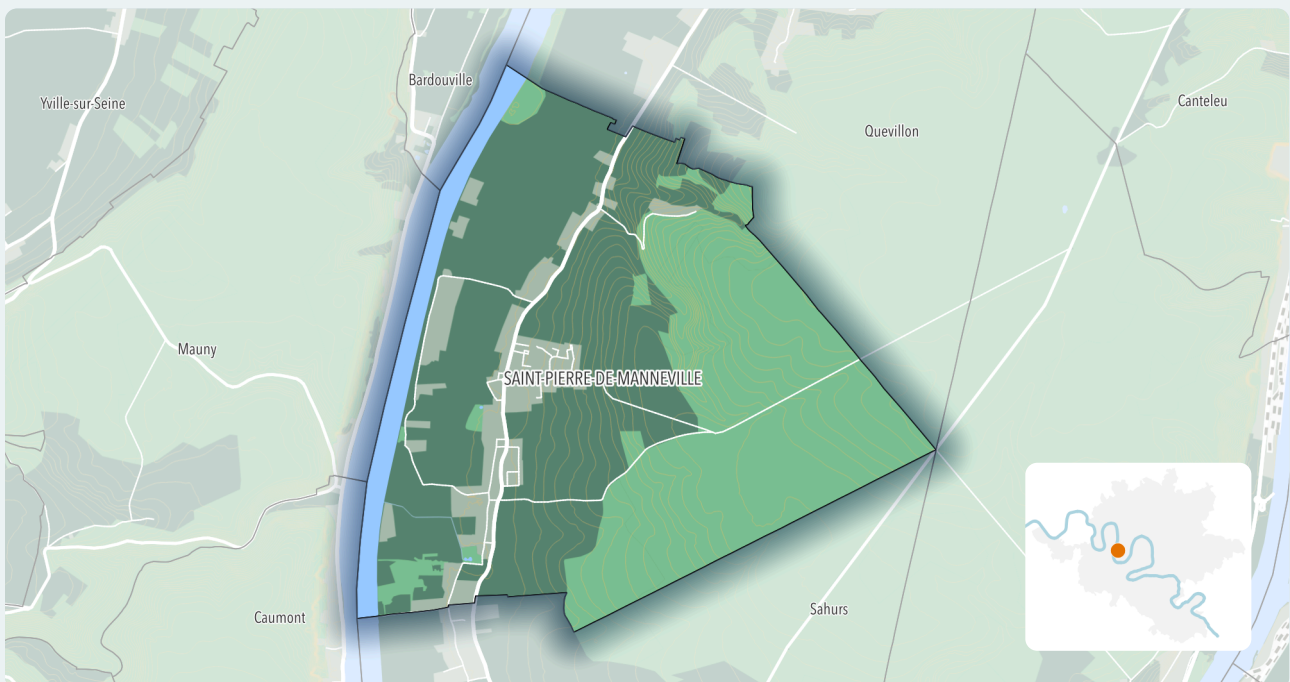 Bardouville
Yville-sur-Seine
Canteleu
Quevillon
Mauny
SAINT-PIERRE-DE-MANNEVILLE
Sahurs
Caumont